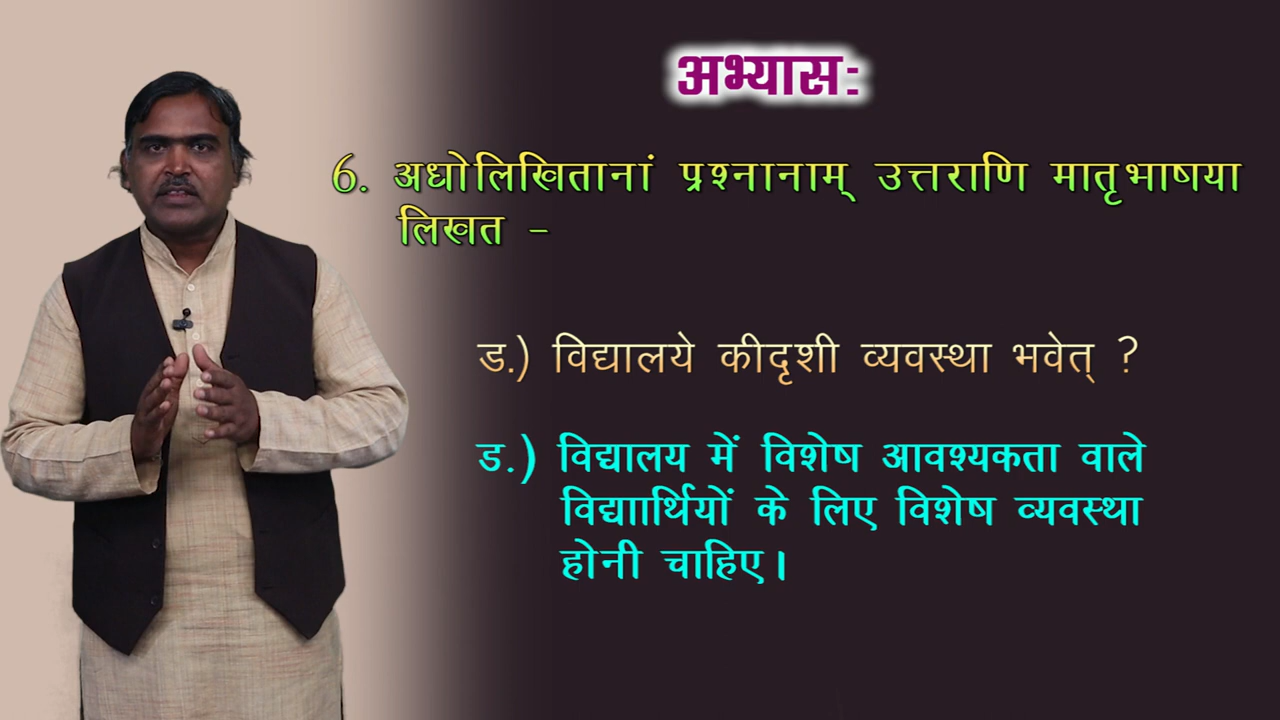 अभ्यासः
6. अधोलिखितानां प्रश्नानाम् उत्तराणि मातृभाषया
लिखत -
ड.) विद्यालये कीदृशी व्यवस्था भवेत् ?
ड.) विद्यालय में विशेष आवश्यकता वाले
विद्याार्थियों के लिए विशेष व्यवस्था
होनी चाहिए।